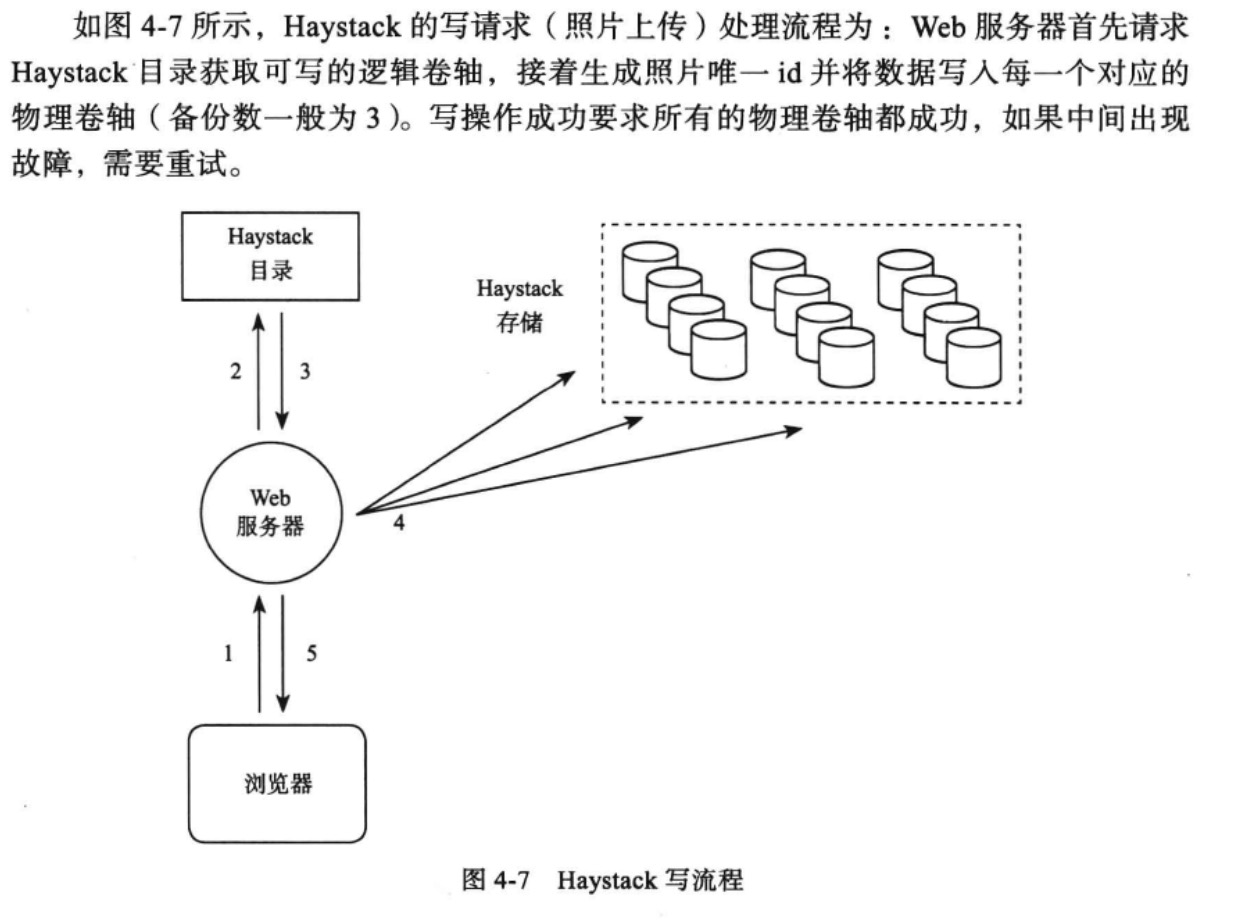 如图 4-7 所示，Haystack 的写请求（照片上传）处理流程为：Web 服务器首先请求
Haystack 目录获取可写的逻辑卷轴，接着生成照片唯一 id 并将数据写入每一个对应的
物理卷轴（备份数一般为 3）。写操作成功要求所有的物理卷轴都成功，如果中间出现
故障，需要重试。
Haystack
目录
Haystack
存储
2
3
Web
服务器
4
1
5
浏览器
图 4-7 Haystack 写流程